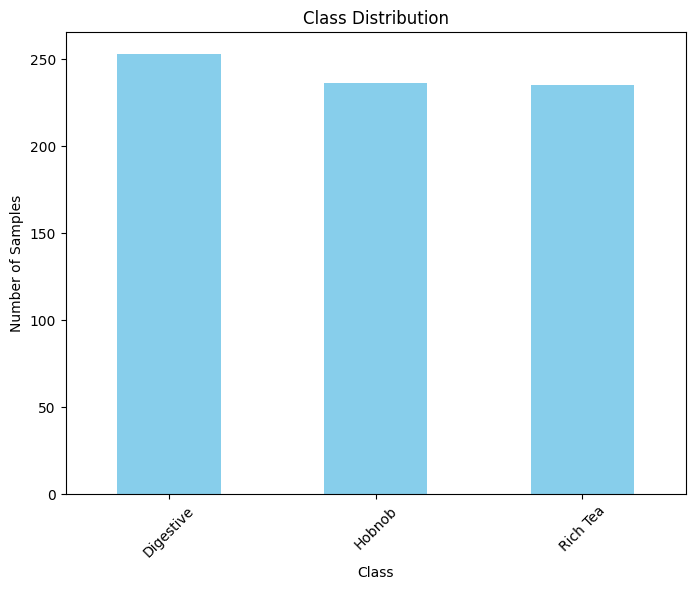 Class Distribution
Number of Samples
250
200
150
100
50
0
Digestive
Hobnob
Rich Tea
Class